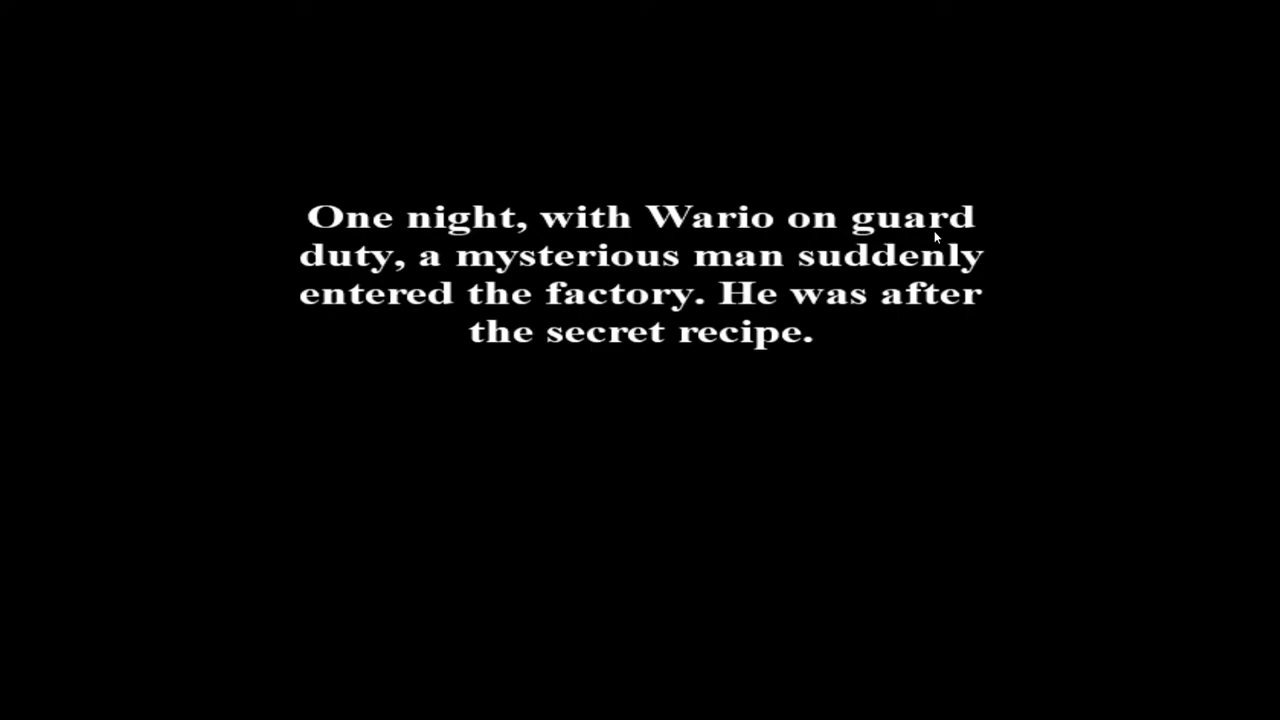 One night, with Wario on guard
duty, a mysterious man suddenly
entered the factory. He was after
the secret recipe.